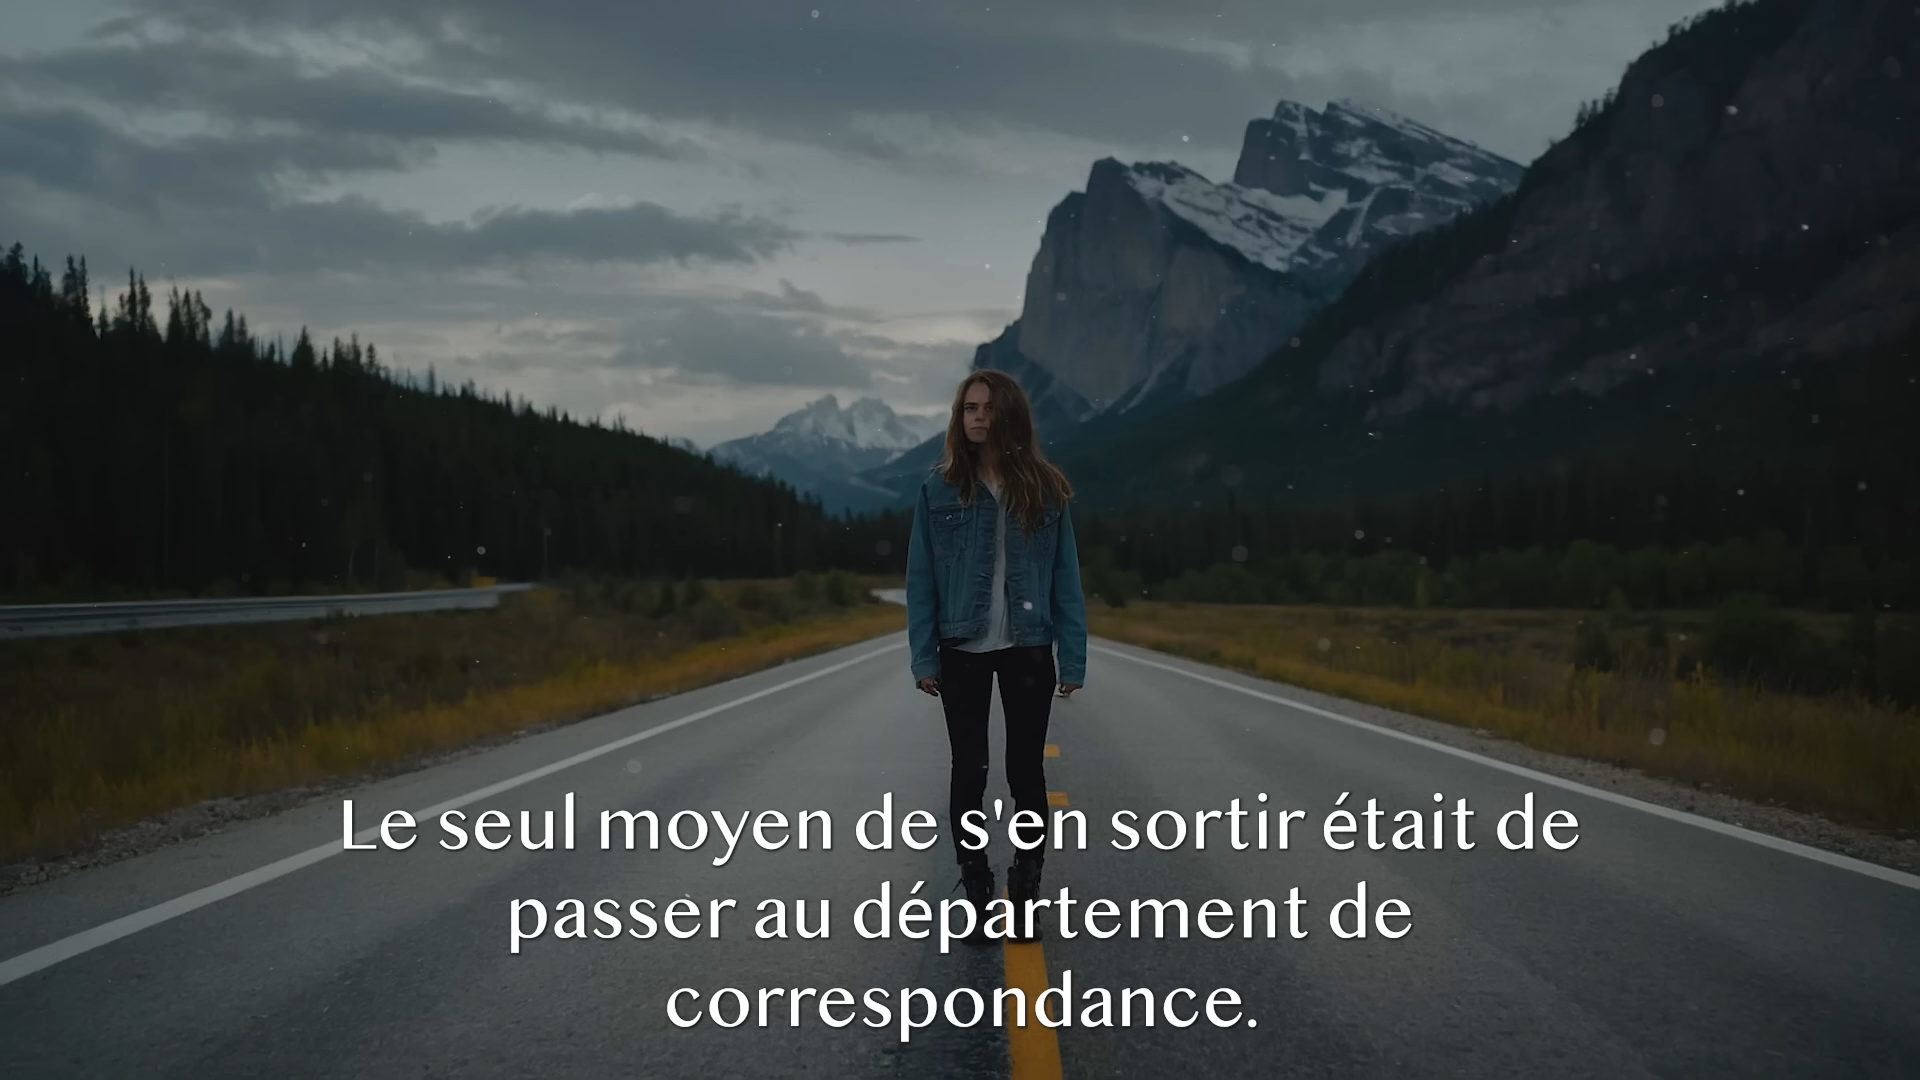 Le seul moyen de s'en sortir était de
passer au département de
correspondance.